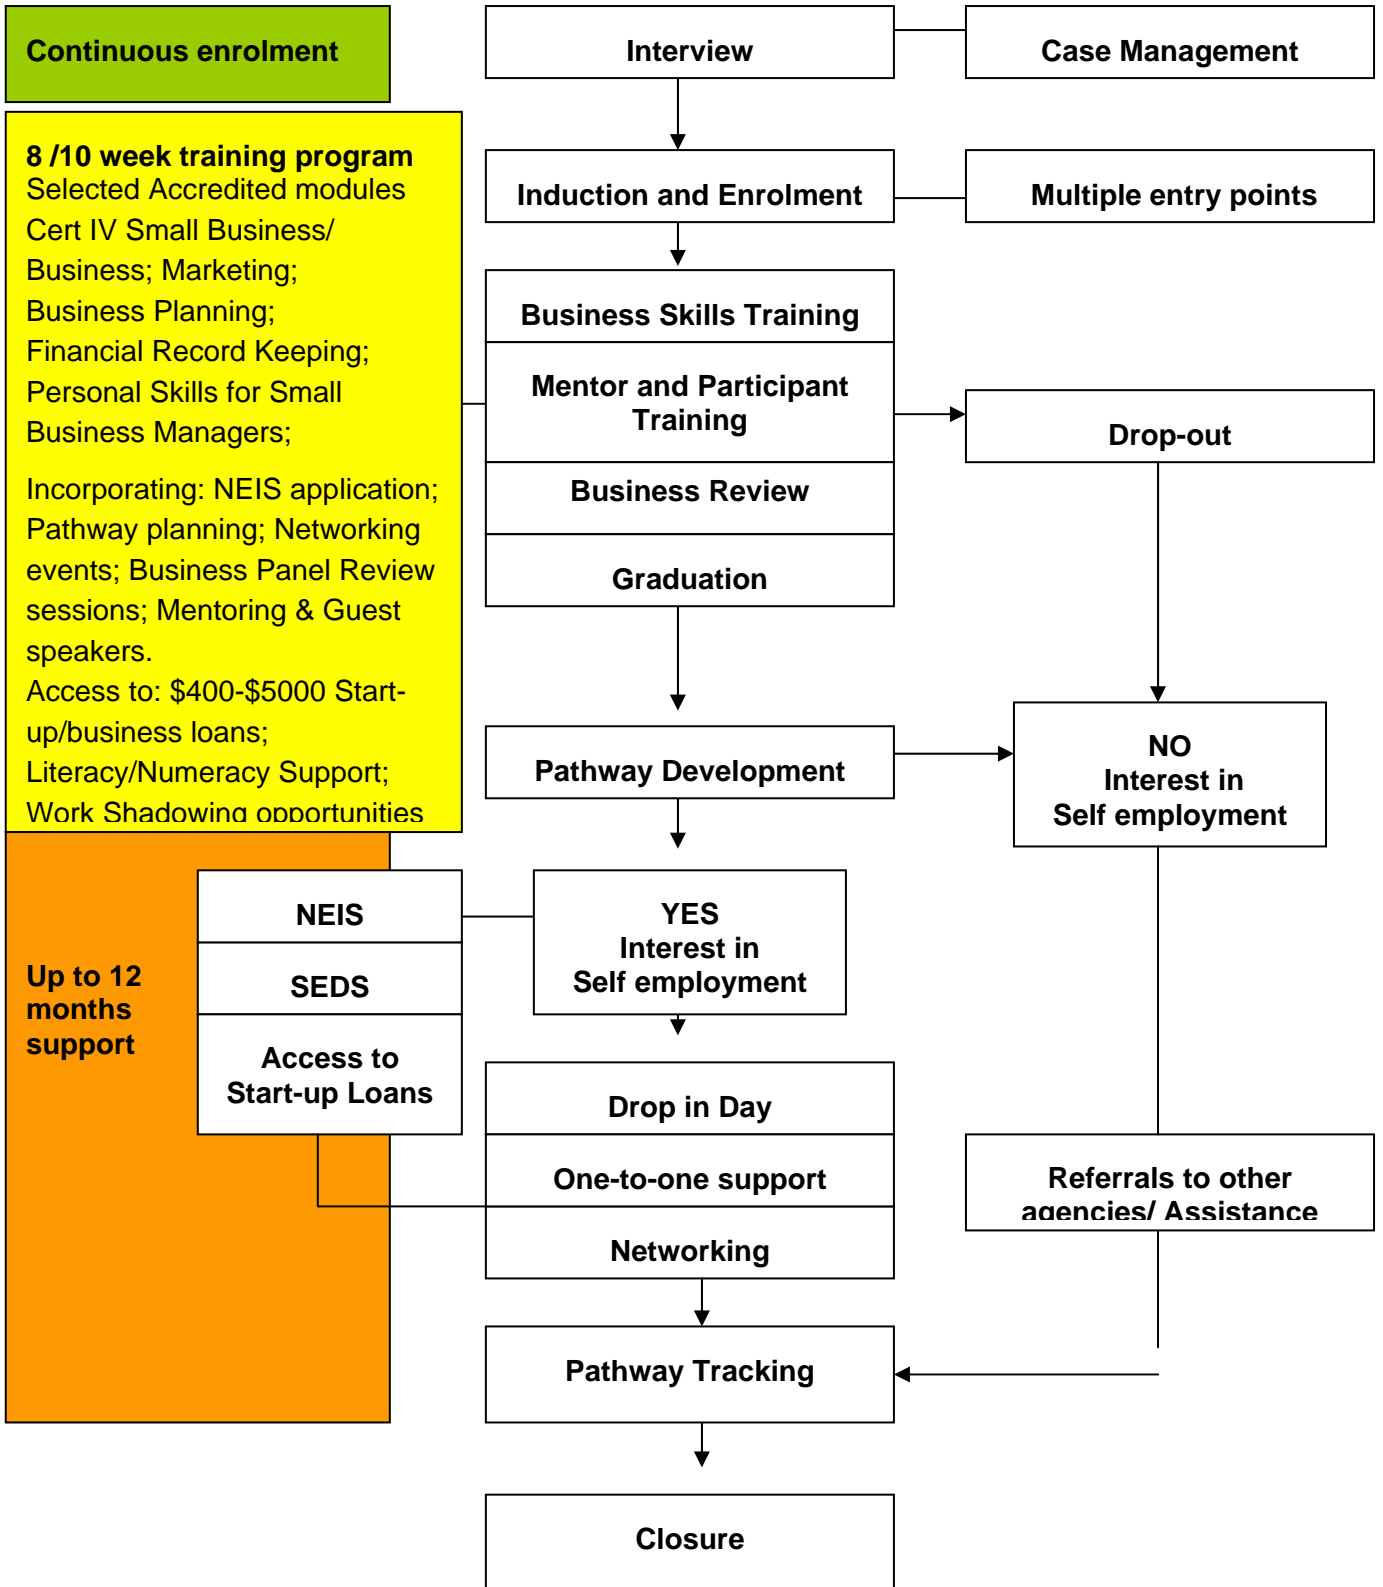 Continuous enrolment
Interview
Case Management
8 /10 week training program
Selected Accredited modules
Cert IV Small Business/
Business; Marketing;
Business Planning;
Financial Record Keeping;
Personal Skills for Small
Business Managers;
Incorporating: NEIS application;
Pathway planning; Networking
events; Business Panel Review
sessions; Mentoring & Guest
speakers.
Access to: $400-$5000 Start-
up/business loans;
Literacy/Numeracy Support;
Work Shadowing opportunities
Induction and Enrolment
Multiple entry points
Business Skills Training
Mentor and Participant
Training
Business Review
Graduation
Drop-out
Pathway Development
NO
Interest in
Self employment
Up to 12
months
support
NEIS
SEDS
Access to
Start-up Loans
YES
Interest in
Self employment
Drop in Day
One-to-one support
Networking
Referrals to other
agencies/ Assistance
Pathway Tracking
Closure